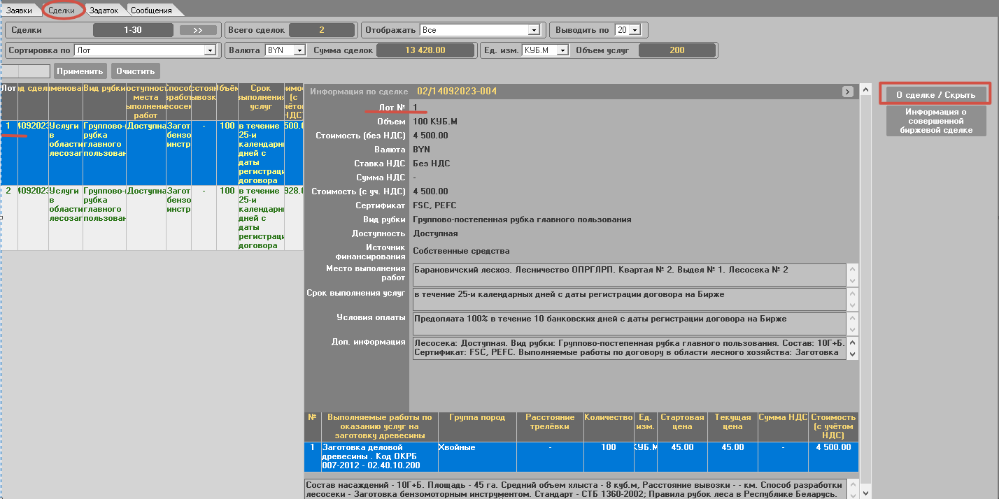 Заявки Сделки Задаток Сообщения
Сделки 1-30 >> Всего сделок 2 Отображать Все Выводить по 20
Сортировка по Лот Валюта BYN Сумма сделок 13 428.00 Ед. изм. КУБ.М Объем услуг 200
Применить Очистить
О сделке / Скрыть
Информация о
совершенной
биржевой сделке
Лот од сдел именова Вид рубки
места
выполнения
работ
Срок
выполнения
услуг
(с
НДС)
1 4092023 Услуги
в
области
лесозаг
Группово-
рубка
главного
пользован
Доступна
Загот
бензо
инстр
-
100
в течение
25-и
календарн
дней с
даты
регистрац
договора
500.0
2 4092023 Услуги
в
области
лесозаг
Группово-
рубка
главного
пользован
Доступна
Загот
бензо
инстр
-
100
в течение
25-и
календарн
дней с
даты
регистрац
договора
928.0
Информация по сделке 02/14092023-004
Лот № 1
Объем 100 КУБ.М
Стоимость (без НДС) 4 500.00
Валюта BYN
Ставка НДС Без НДС
Сумма НДС -
Стоимость (с уч. НДС) 4 500.00
Сертификат FSC, PEFC
Вид рубки Группово-постепенная рубка главного пользования
Доступность Доступная
Источник
финансирования Собственные средства
Место выполнения
работ Барановичский лесхоз. Лесничество ОПРГЛРП. Квартал № 2. Выдел № 1. Лесосека № 2
Срок выполнения услуг в течение 25-и календарных дней с даты регистрации договора на Бирже
Условия оплаты Предоплата 100% в течение 10 банковских дней с даты регистрации договора на Бирже
Доп. информация Лесосека: Доступная. Вид рубки: Группово-постепенная рубка главного пользования. Состав: 10Г+Б.
Сертификат: FSC, PEFC. Выполняемые работы по договору в области лесного хозяйства: Заготовка
№ Выполняемые работы по
оказанию услуг на
заготовку древесины
Группа пород
Расстояние
трелёвки
Количество
Ед.
изм.
Стартовая
цена
Текущая
цена
Сумма НДС
Стоимость
(с учётом
НДС)
1 Заготовка деловой
древесины . Код ОКРБ
007-2012 - 02.40.10.200
Хвойные - 100 КУБ.М 45.00 45.00 - 4 500.00
Состав насаждений - 10Г+Б. Площадь - 45 га. Средний объем хлыста - 8 куб.м, Расстояние вывозки - - км. Способ разработки
лесосеки - Заготовка бензомоторным инструментом. Стандарт - СТБ 1360-2002; Правила рубок леса в Республике Беларусь.